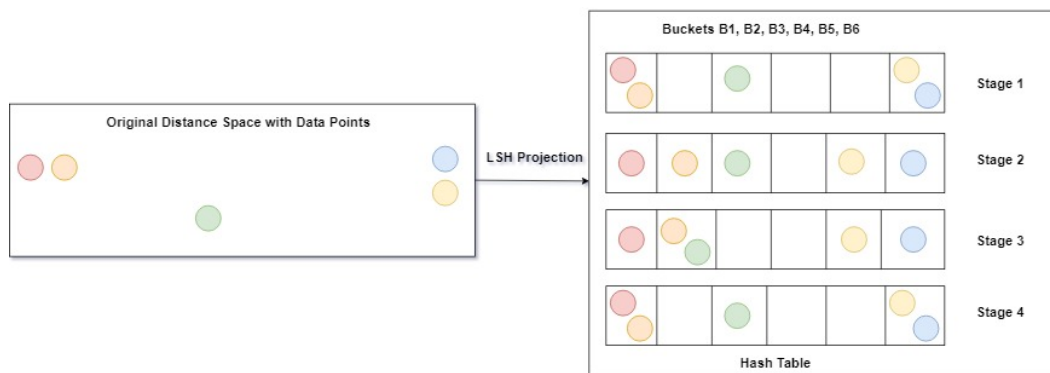 Buckets B1, B2, B3, B4, B5, B6
Stage 1
Original Distance Space with Data Points
LSH Projection
Stage 2
Stage 3
Stage 4
Hash Table